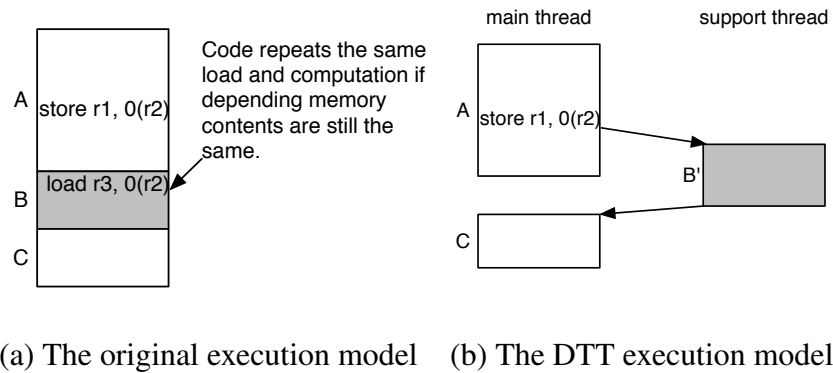 A
store r1, 0(r2)
B
load r3, 0(r2)
C
Code repeats the same
load and computation if
depending memory
contents are still the
same.
(a) The original execution model
main thread
support thread
A
store r1, 0(r2)
B'
C
(b) The DTT execution model